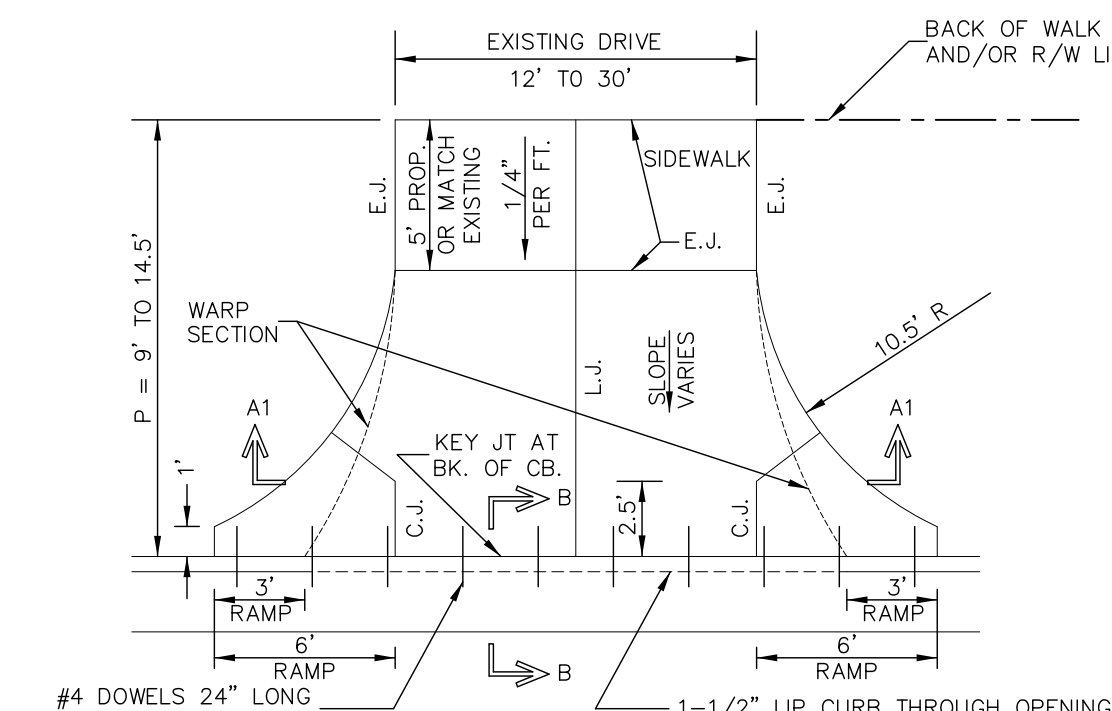 EXISTING DRIVE
12' TO 30'
BACK OF WALK
AND/OR R/W LI
E.J.
5' PROP.
OR MATCH
EXISTING
1/4"
PER FT.
SIDEWALK
E.J.
E.J.
P = 9' TO 14.5'
WARP
SECTION
L.J.
SLOPE
VARIES
10.5' R
A1
A1
KEY JT AT
BK. OF CB.
1'
C.J.
B
2.5'
C.J.
3'
RAMP
3'
RAMP
6'
RAMP
B
6'
RAMP
#4 DOWELS 24" LONG
1-1/2" LIP CURB THROUGH OPENING